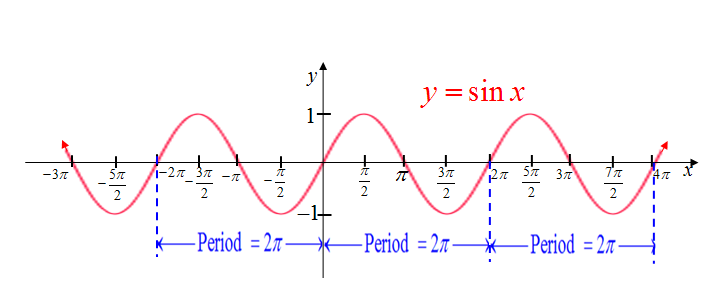 y
1
y = sin x
-3π -5π/2 -2π -3π/2 -π -π/2 π/2 π 3π/2 2π 5π/2 3π 7π/2 4π x
-1
Period = 2π Period = 2π Period = 2π